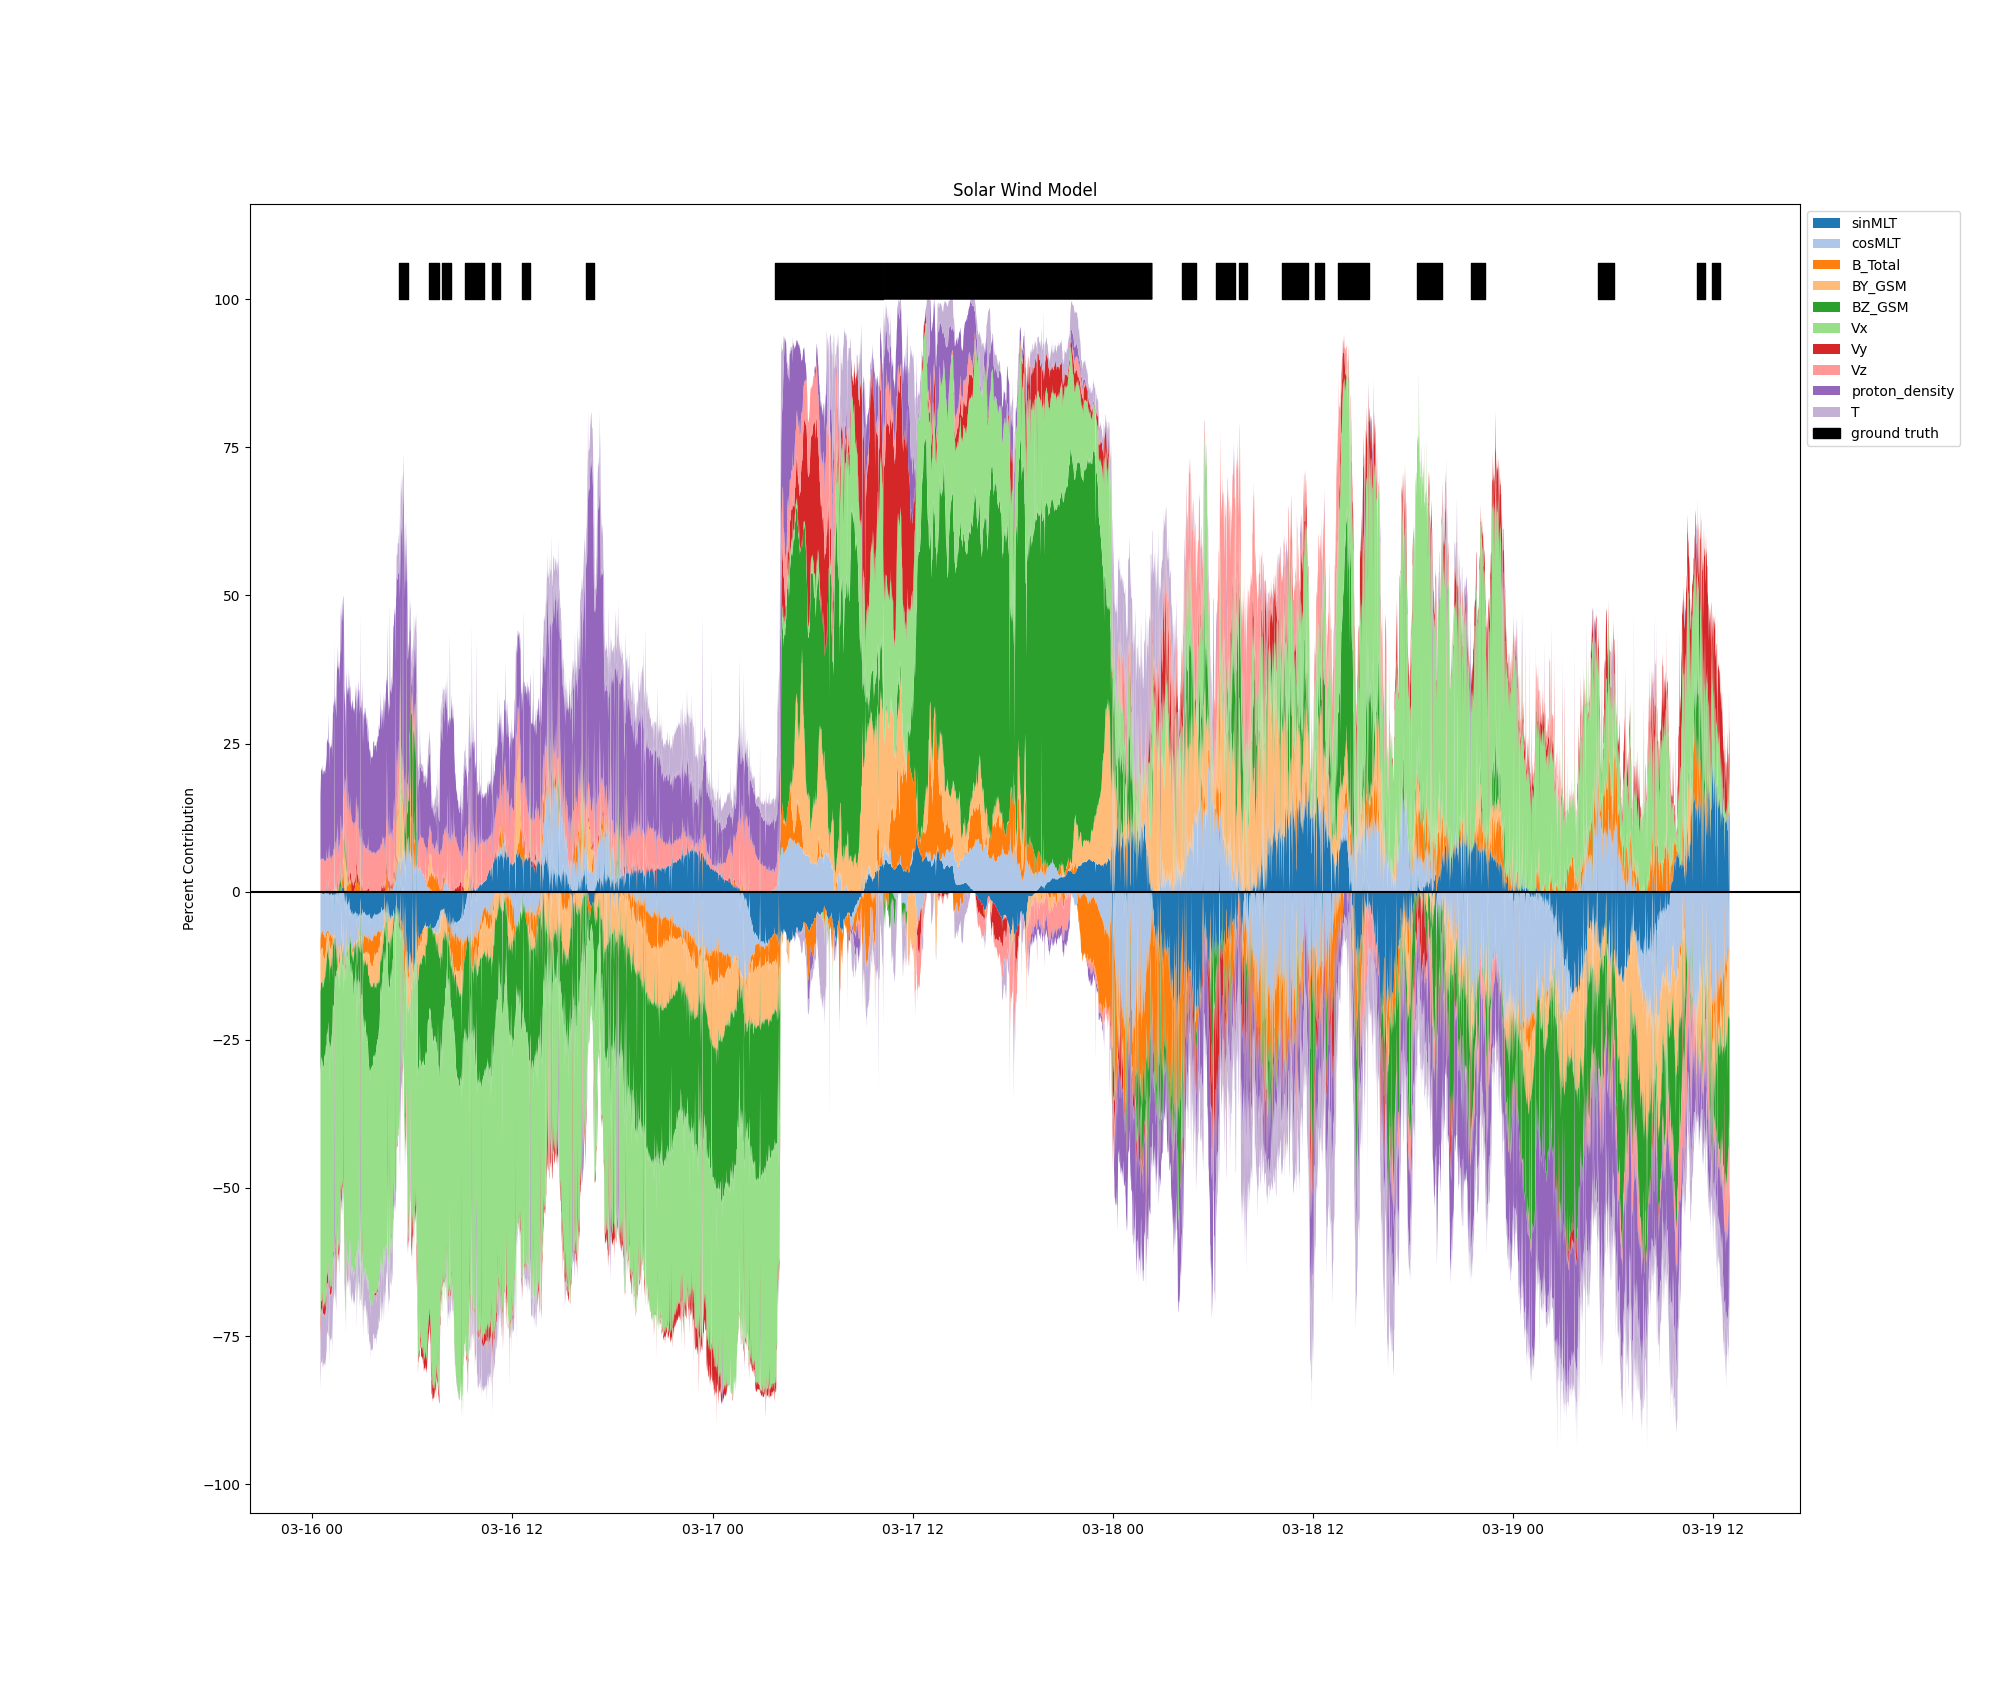 Solar Wind Model
sinMLT
cosMLT
B_Total
BY_GSM
BZ_GSM
Vx
Vy
Vz
proton_density
T
ground truth
Percent Contribution
100
75
50
25
0
−25
−50
−75
−100
03-16 00
03-16 12
03-17 00
03-17 12
03-18 00
03-18 12
03-19 00
03-19 12